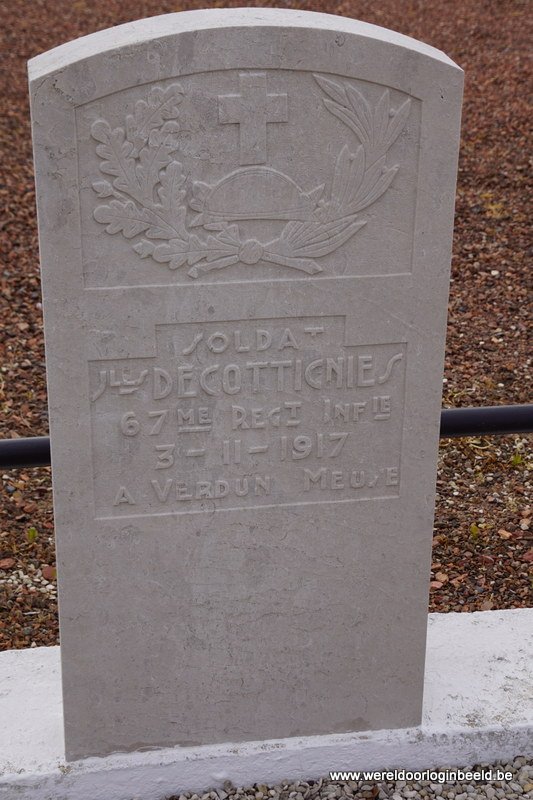 SOLDAT
JLES DECOTTIGNIES
67ME REGT INFIE
3-11-1917
A VERDUN MEUSE
www.wereldoorloginbeeld.be